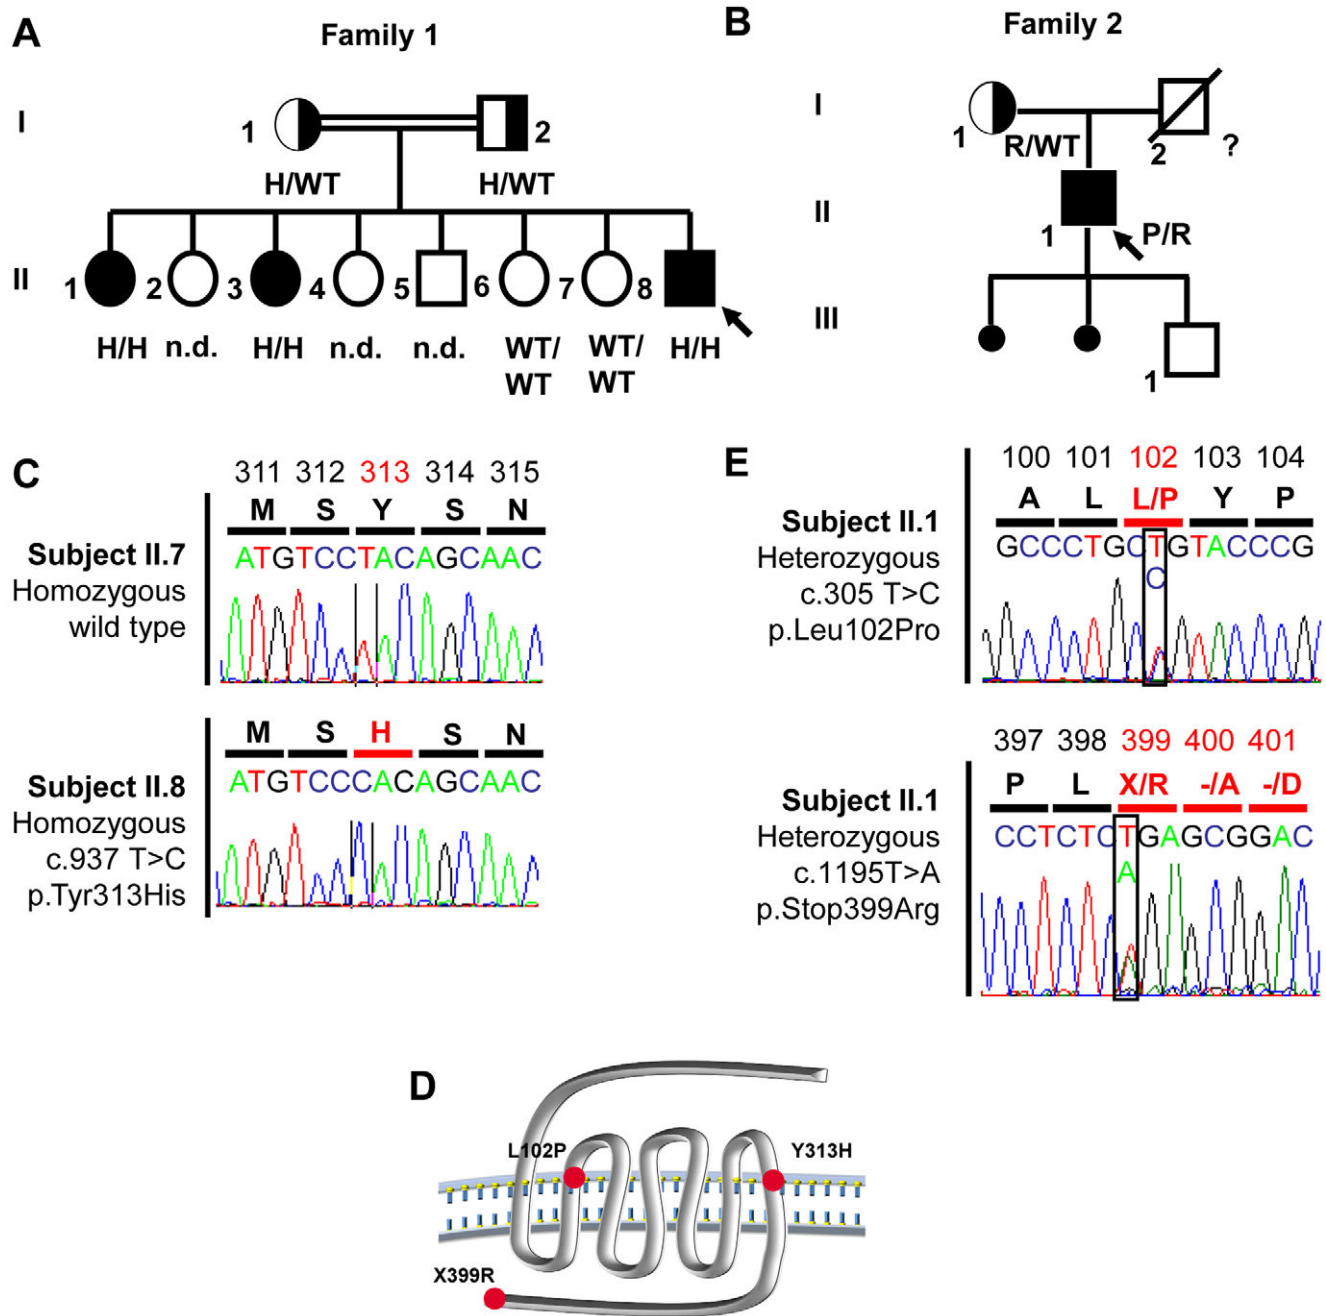 A
Family 1
I
1
2
H/WT
H/WT
II
1
2
3
4
5
6
7
8
H/H
n.d.
H/H
n.d.
n.d.
WT/
WT
WT/
WT
H/H
B
Family 2
I
1
R/WT
2
?
II
1
P/R
III
1
C
311 312 313 314 315
M S Y S N
ATGTCCTACAGCAAC
Subject II.7
Homozygous
wild type
M S H S N
ATGTCCCACAGCAAC
Subject II.8
Homozygous
c.937 T>C
p.Tyr313His
E
100 101 102 103 104
A L L/P Y P
GCCCTGCTGTACCCG
C
Subject II.1
Heterozygous
c.305 T>C
p.Leu102Pro
397 398 399 400 401
P L X/R -/A -/D
CCTCTCTGAGCGGAC
A
Subject II.1
Heterozygous
c.1195T>A
p.Stop399Arg
D
L102P
Y313H
X399R